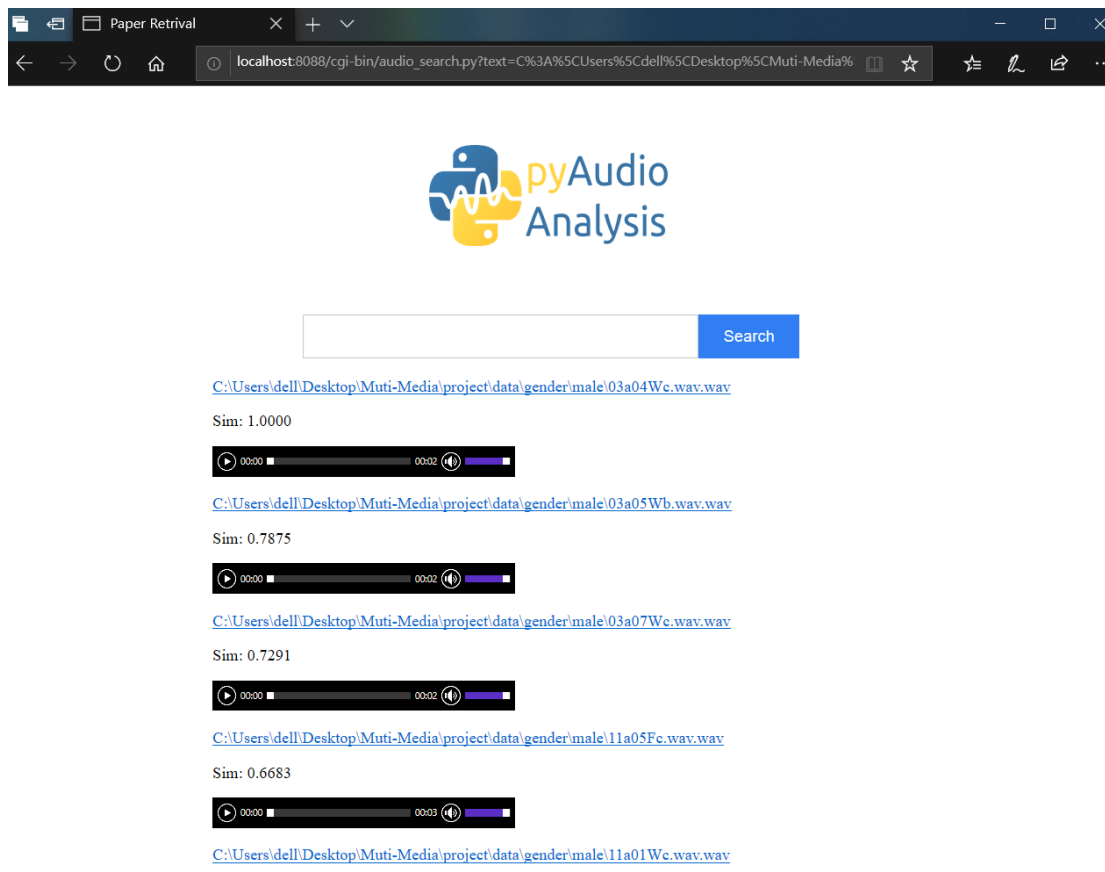 Paper Retrival
localhost:8088/cgi-bin/audio_search.py?text=C%3A%5CUsers%5Cdell%5CDesktop%5CMuti-Media%
pyAudio
Analysis
Search
C:\Users\dell\Desktop\Muti-Media\project\data\gender\male\03a04Wc.wav.wav
Sim: 1.0000
00:00 00:02
C:\Users\dell\Desktop\Muti-Media\project\data\gender\male\03a05Wb.wav.wav
Sim: 0.7875
00:00 00:02
C:\Users\dell\Desktop\Muti-Media\project\data\gender\male\03a07Wc.wav.wav
Sim: 0.7291
00:00 00:02
C:\Users\dell\Desktop\Muti-Media\project\data\gender\male\11a05Fc.wav.wav
Sim: 0.6683
00:00 00:03
C:\Users\dell\Desktop\Muti-Media\project\data\gender\male\11a01Wc.wav.wav